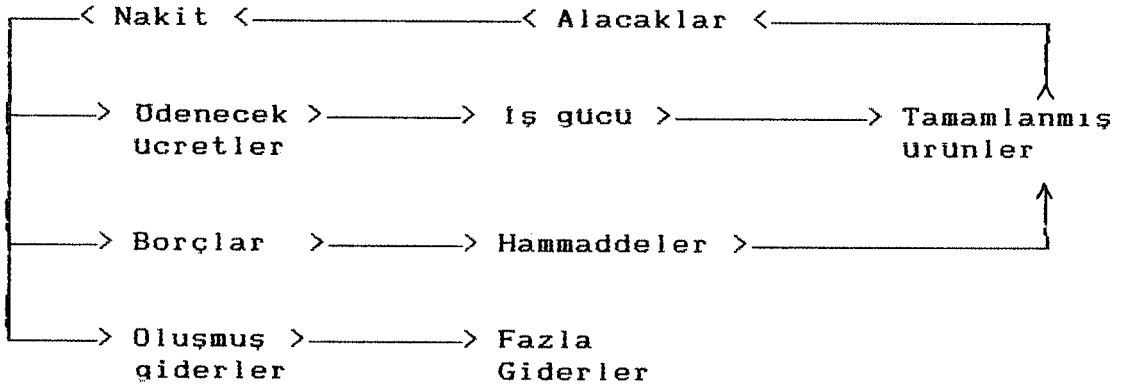 Nakit Alacaklar
Ödenecek İş gücü Tamamlanmış
ücretler ürünler
Borçlar Hammaddeler
Oluşmuş Fazla
giderler Giderler